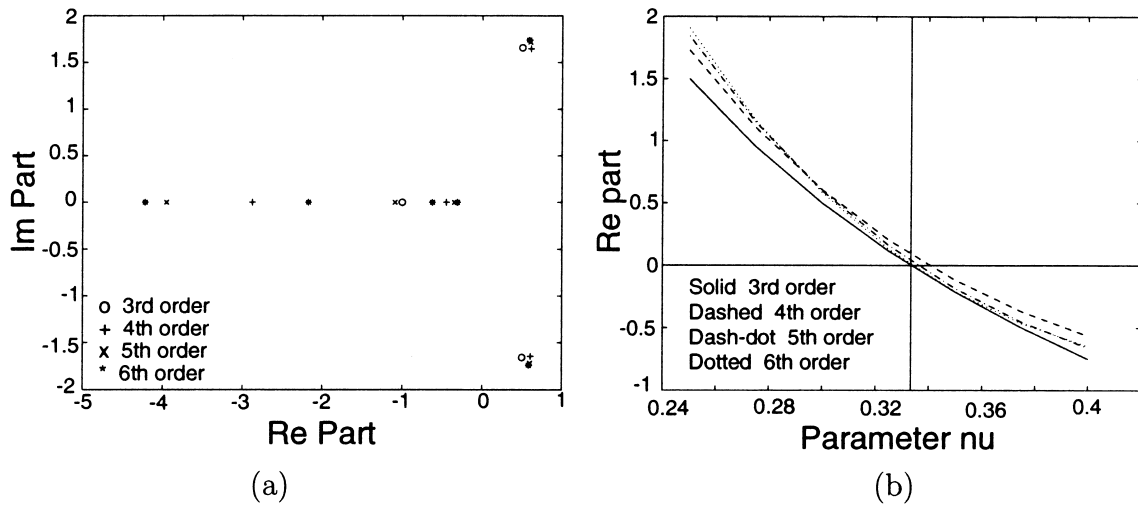 2
1.5
1
0.5
0
-0.5
-1
-1.5
-2
-5
-4
-3
-2
-1
0
1
Im Part
Re Part
o 3rd order
+ 4th order
x 5th order
* 6th order
(a)
2
1.5
1
0.5
0
-0.5
-1
0.24
0.28
0.32
0.36
0.4
Re part
Parameter nu
Solid 3rd order
Dashed 4th order
Dash-dot 5th order
Dotted 6th order
(b)